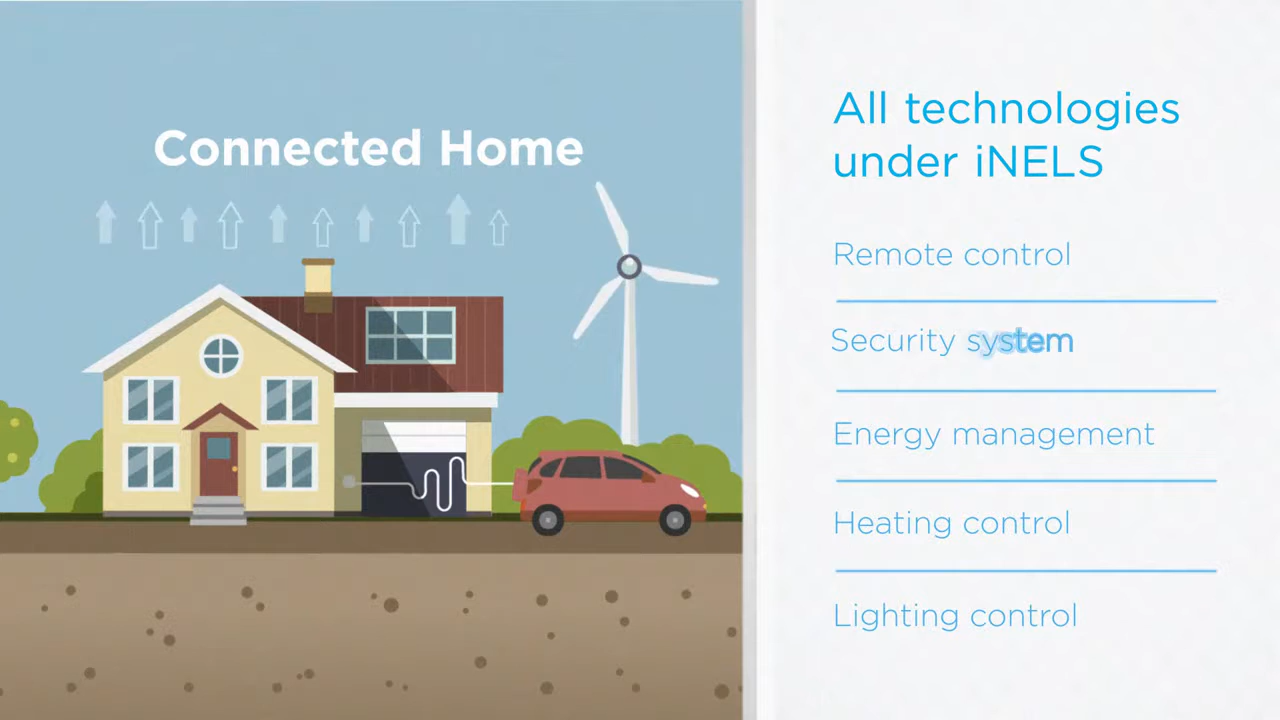 Connected Home
All technologies
under iNELS
Remote control
Security system
Energy management
Heating control
Lighting control